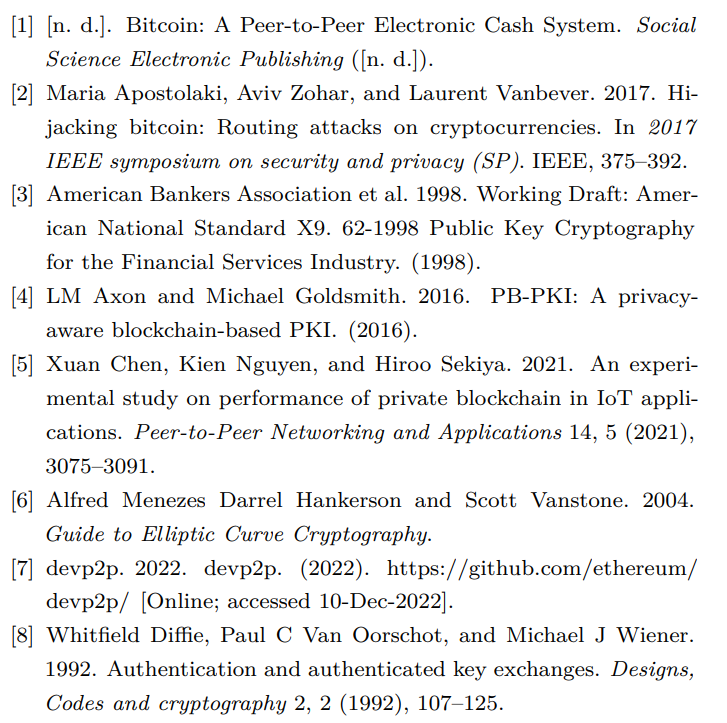 [1] [n. d.]. Bitcoin: A Peer-to-Peer Electronic Cash System. Social
Science Electronic Publishing ([n. d.]).
[2] Maria Apostolaki, Aviv Zohar, and Laurent Vanbever. 2017. Hi-
jacking bitcoin: Routing attacks on cryptocurrencies. In 2017
IEEE symposium on security and privacy (SP). IEEE, 375–392.
[3] American Bankers Association et al. 1998. Working Draft: Amer-
ican National Standard X9. 62-1998 Public Key Cryptography
for the Financial Services Industry. (1998).
[4] LM Axon and Michael Goldsmith. 2016. PB-PKI: A privacy-
aware blockchain-based PKI. (2016).
[5] Xuan Chen, Kien Nguyen, and Hiroo Sekiya. 2021. An experi-
mental study on performance of private blockchain in IoT appli-
cations. Peer-to-Peer Networking and Applications 14, 5 (2021),
3075–3091.
[6] Alfred Menezes Darrel Hankerson and Scott Vanstone. 2004.
Guide to Elliptic Curve Cryptography.
[7] devp2p. 2022. devp2p. (2022). https://github.com/ethereum/
devp2p/ [Online; accessed 10-Dec-2022].
[8] Whitfield Diffie, Paul C Van Oorschot, and Michael J Wiener.
1992. Authentication and authenticated key exchanges. Designs,
Codes and cryptography 2, 2 (1992), 107–125.